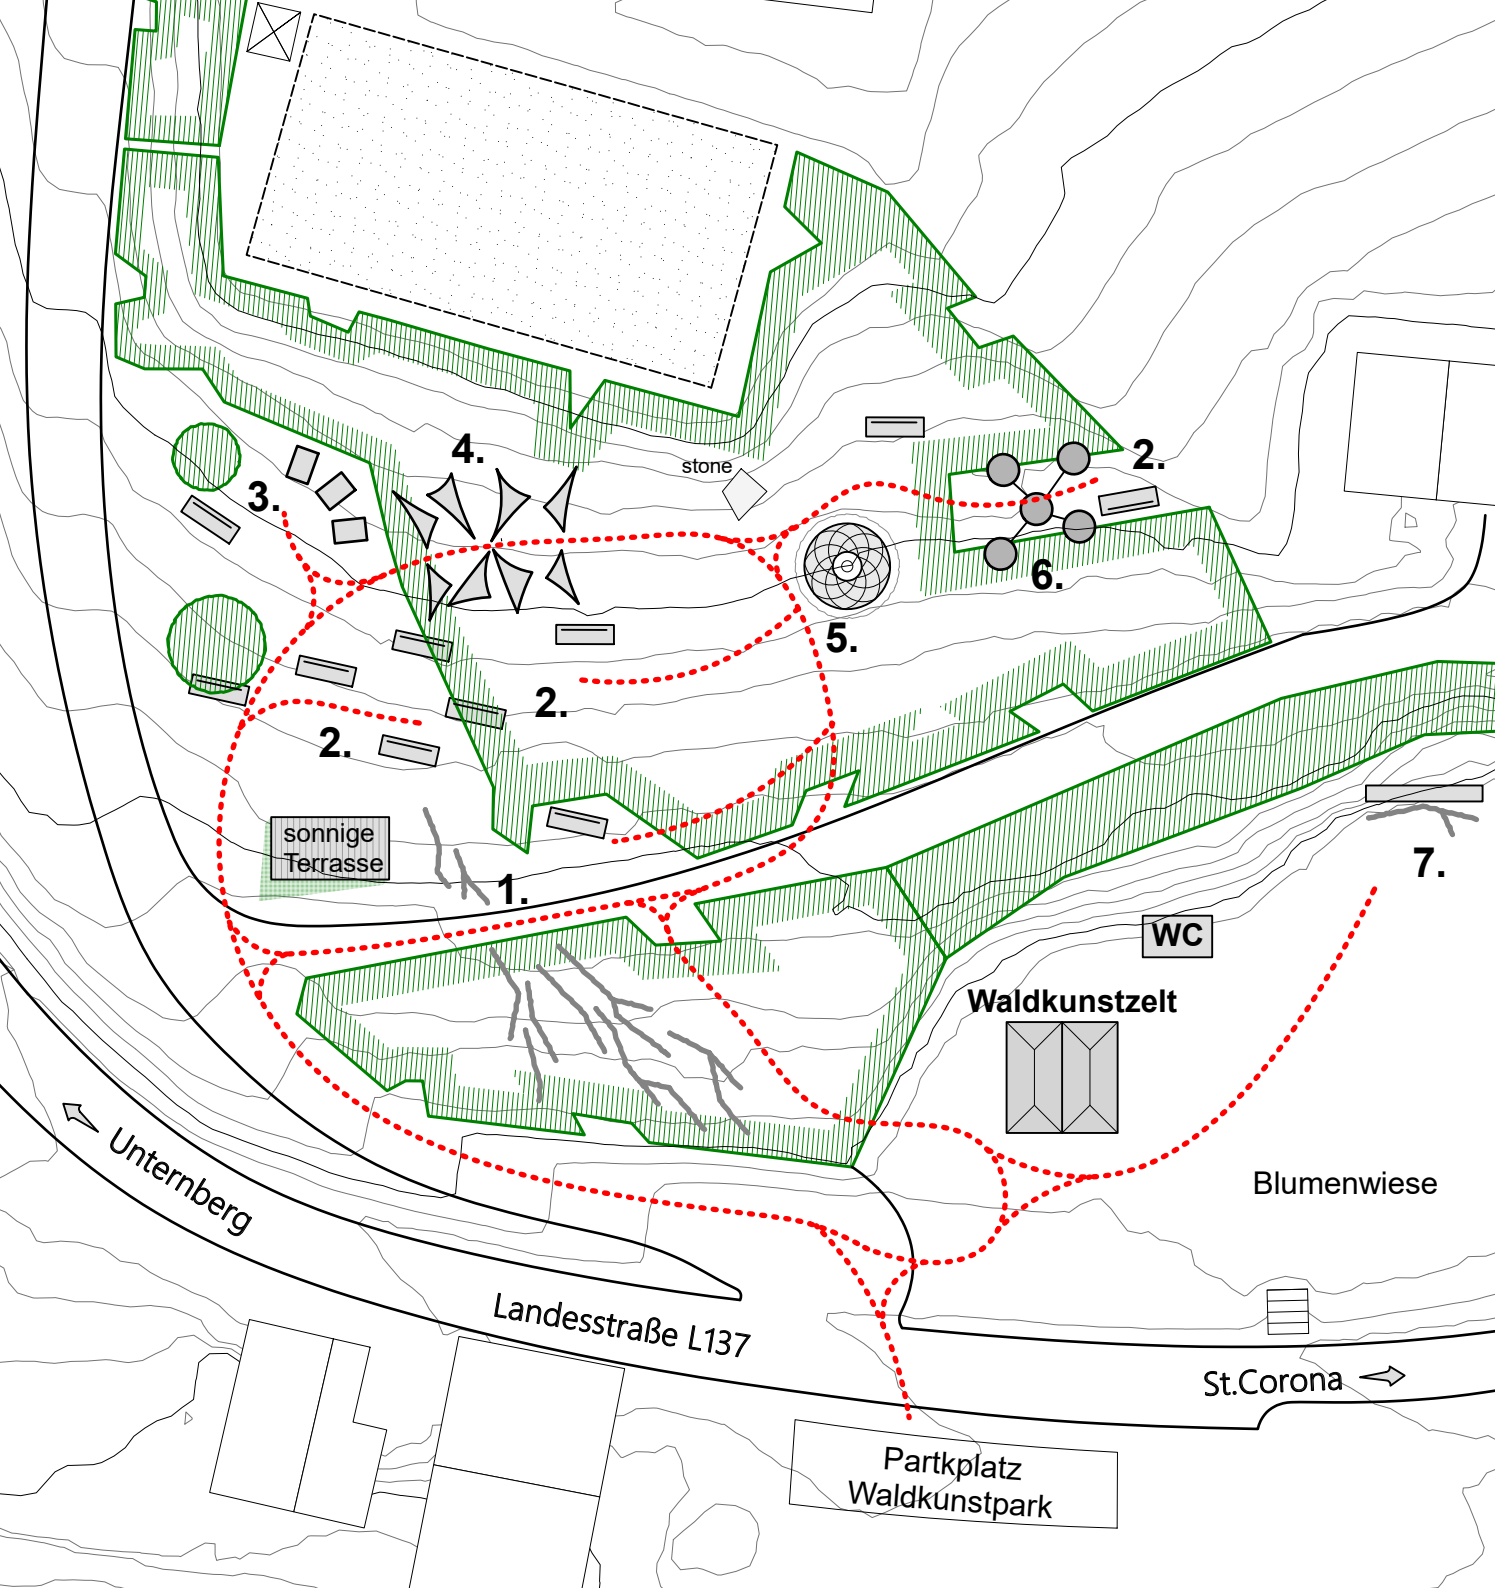 4.
stone
2.
3.
6.
5.
2.
2.
sonnige
Terrasse
7.
1.
WC
Waldkunstzelt
Unternberg
Blumenwiese
Landesstraße L137
St.Corona
Partkplatz
Waldkunstpark